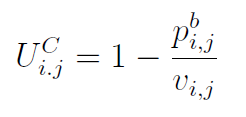 U^C_{i.j} = 1 - \frac{p^b_{i,j}}{v_{i,j}}